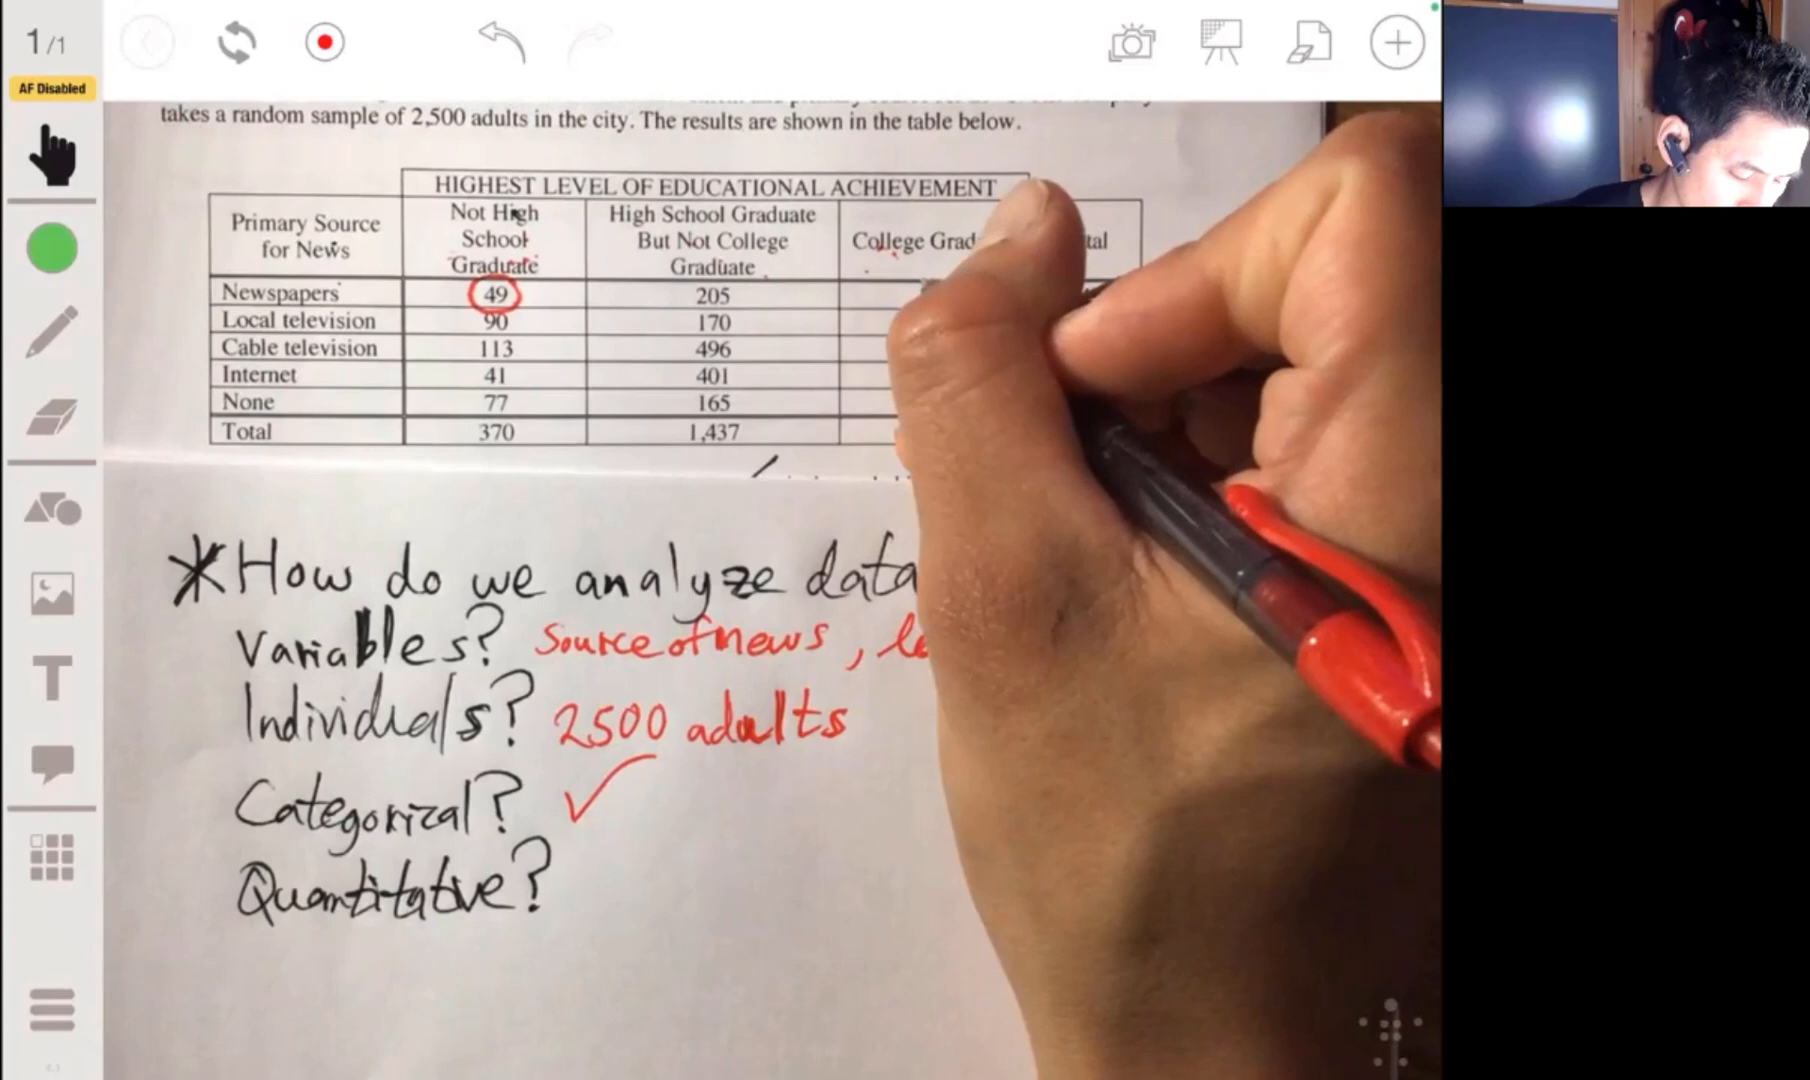 1/1
AF Disabled
takes a random sample of 2,500 adults in the city. The results are shown in the table below.
HIGHEST LEVEL OF EDUCATIONAL ACHIEVEMENT
Primary Source for News
Not High School Graduate
High School Graduate But Not College Graduate
College Grad
tal
Newspapers 49 205
Local television 90 170
Cable television 113 496
Internet 41 401
None 77 165
Total 370 1,437
*How do we analyze data
Variables? Source of news, le
Individuals? 2500 adults
Categorical? ✓
Quantitative?
T